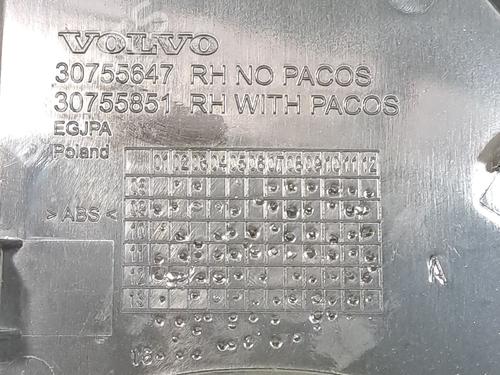 VOLVO
30755647 RH NO PACOS
30755851 RH WITH PACOS
EGJPA
Poland
01 02 03 04 05 06 07 08 09 10 11 12
> ABS <
A
16